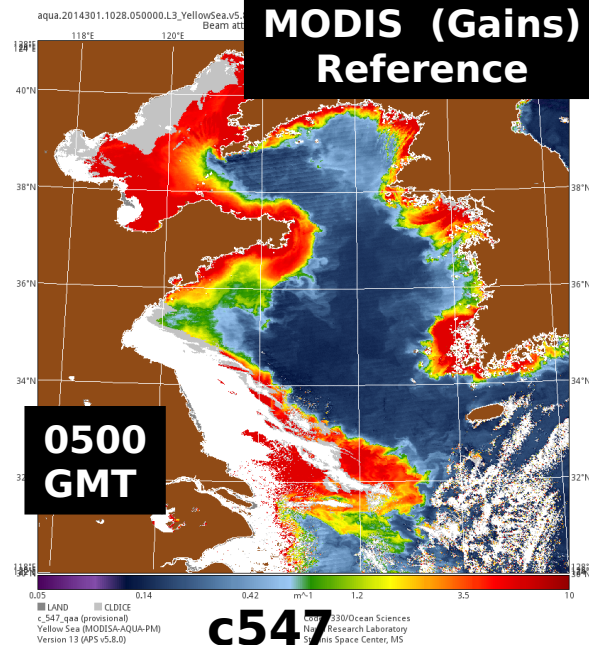 aqua.2014301.1028.050000.L3_YellowSea.v5.
Beam att
MODIS (Gains)
Reference
118°E
120°E
40°N
38°N
38°N
36°N
36°N
34°N
34°N
0500
GMT
32°
32°N
0.05
0.14
0.42
m^-1
1.2
3.5
10
LAND
CLDICE
c_547_qaa (provisional)
Yellow Sea (MODISA-AQUA-PM)
Version 13 (APS v5.8.0)
c547
330/Ocean Sciences
Research Laboratory
Space Center, MS